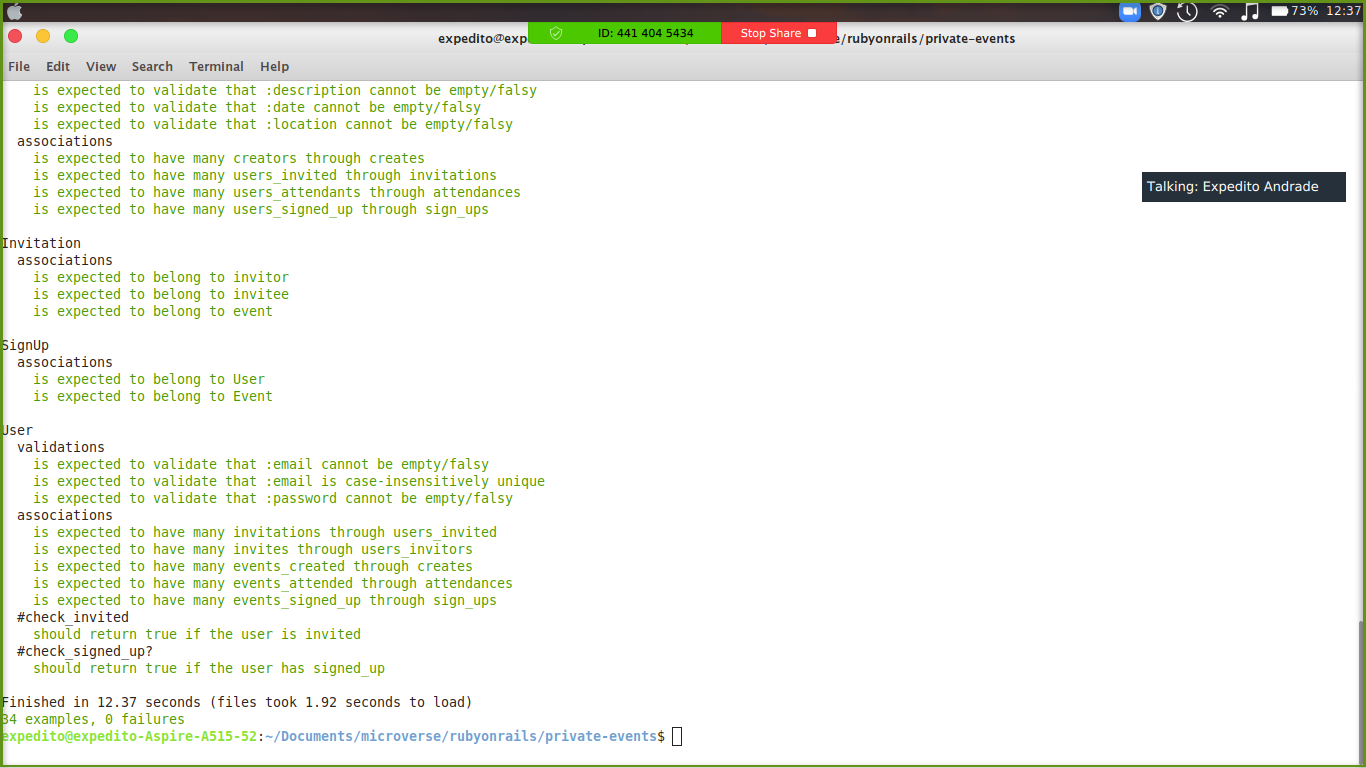 73% 12:37
expedito@exp
ID: 441 404 5434
Stop Share
/rubyonrails/private-events
File Edit View Search Terminal Help
is expected to validate that :description cannot be empty/falsy
is expected to validate that :date cannot be empty/falsy
is expected to validate that :location cannot be empty/falsy
associations
is expected to have many creators through creates
is expected to have many users_invited through invitations
Talking: Expedito Andrade
is expected to have many users_attendants through attendances
is expected to have many users_signed_up through sign_ups
Invitation
associations
is expected to belong to invitor
is expected to belong to invitee
is expected to belong to event
SignUp
associations
is expected to belong to User
is expected to belong to Event
User
validations
is expected to validate that :email cannot be empty/falsy
is expected to validate that :email is case-insensitively unique
is expected to validate that :password cannot be empty/falsy
associations
is expected to have many invitations through users_invited
is expected to have many invites through users_invitors
is expected to have many events_created through creates
is expected to have many events_attended through attendances
is expected to have many events_signed_up through sign_ups
#check_invited
should return true if the user is invited
#check_signed_up?
should return true if the user has signed_up
Finished in 12.37 seconds (files took 1.92 seconds to load)
34 examples, 0 failures
expedito@expedito-Aspire-A515-52:~/Documents/microverse/rubyonrails/private-events$